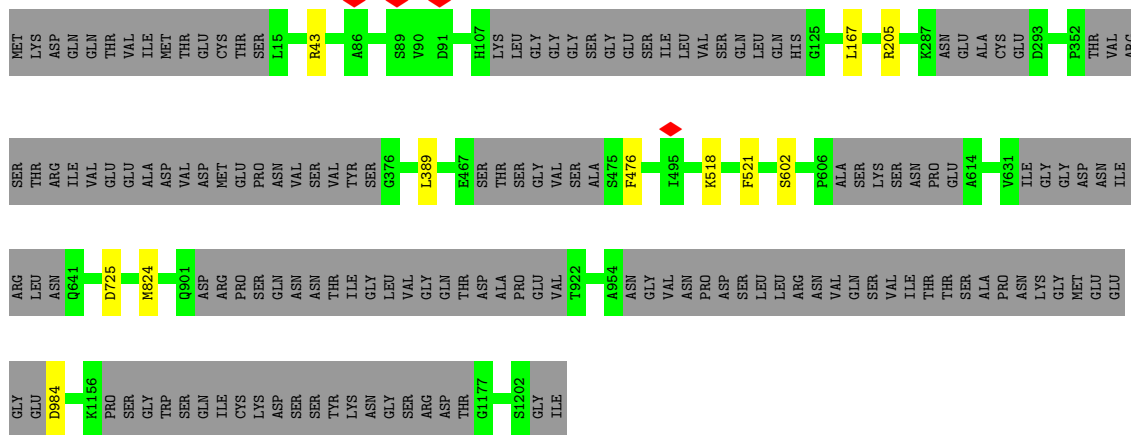 MET LYS ASP GLN GLN THR VAL ILE MET THR GLU CYS THR SER L15 R43 A86 S89 V90 D91 H107 LYS LEU GLY GLY GLY SER GLY GLU SER ILE LEU VAL SER GLN LEU GLN HIS G125 L167 R205 K287 ASN GLU ALA CYS GLU D293 P352 THR VAL ARG
SER THR ARG ILE VAL GLU GLU ALA ASP VAL ASP MET GLU PRO ASN VAL SER VAL TYR SER G376 L389 E467 SER THR SER GLY VAL SER ALA S475 F476 I495 K518 F521 S602 P606 ALA SER LYS SER ASN PRO GLU A614 V631 ILE GLY GLY ASP ASN ILE
ARG LEU ASN Q641 D725 M824 Q901 ASP ARG PRO SER GLN ASN ASN THR ILE GLY LEU VAL GLY GLN THR ASP ALA PRO GLU VAL T922 A954 ASN GLY VAL ASN PRO ASP SER LEU LEU ARG ASN VAL GLN SER VAL ILE THR THR SER ALA PRO ASN LYS GLY MET GLU GLU
GLY GLU D984 K1156 PRO SER GLY TRP SER GLN ILE CYS LYS ASP SER SER TYR LYS ASN GLY SER ARG ASP THR G1177 S1202 GLY ILE